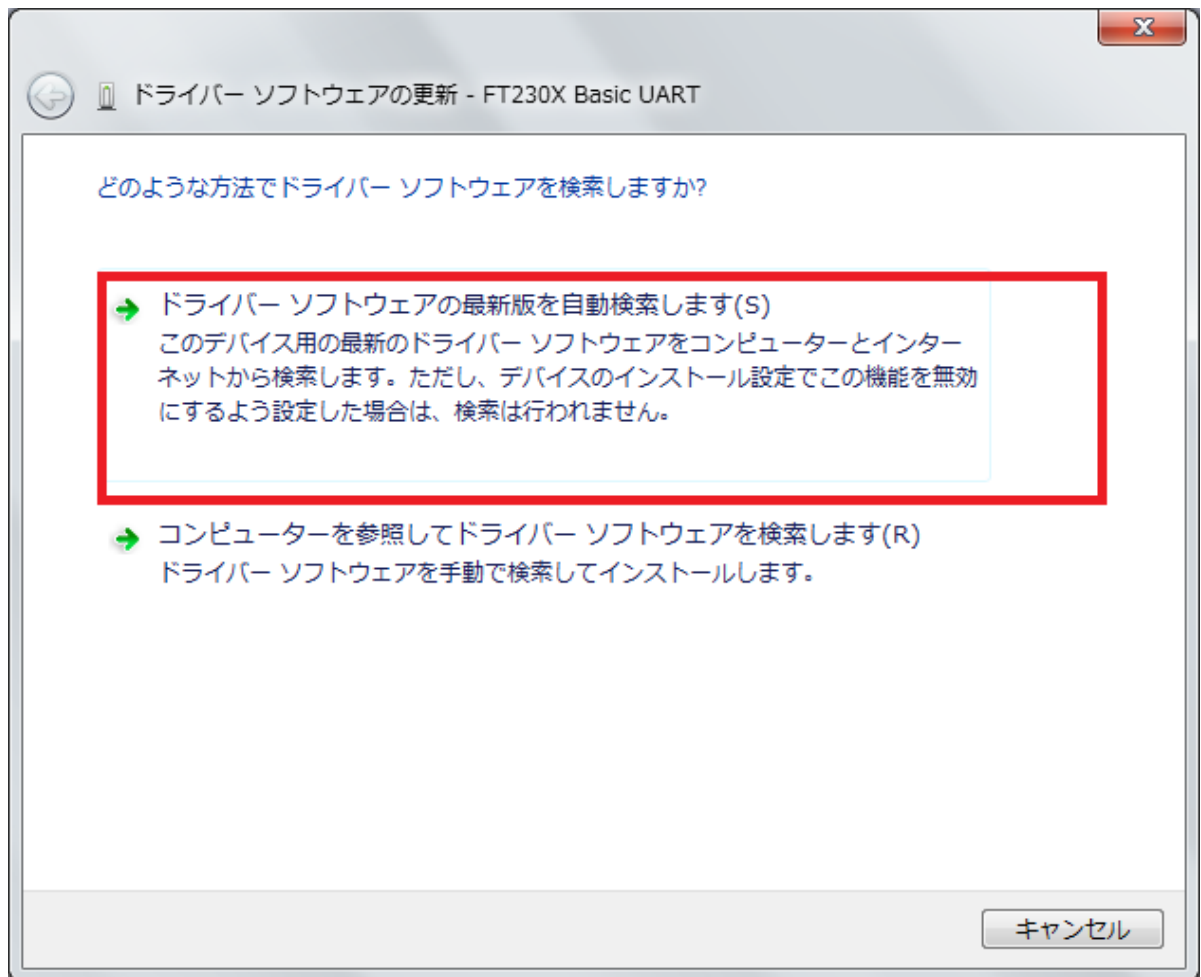 ドライバー ソフトウェアの更新 - FT230X Basic UART
どのような方法でドライバー ソフトウェアを検索しますか?
ドライバー ソフトウェアの最新版を自動検索します(S)
このデバイス用の最新のドライバー ソフトウェアをコンピューターとインター
ネットから検索します。ただし、デバイスのインストール設定でこの機能を無効
にするよう設定した場合は、検索は行われません。
コンピューターを参照してドライバー ソフトウェアを検索します(R)
ドライバー ソフトウェアを手動で検索してインストールします。
キャンセル